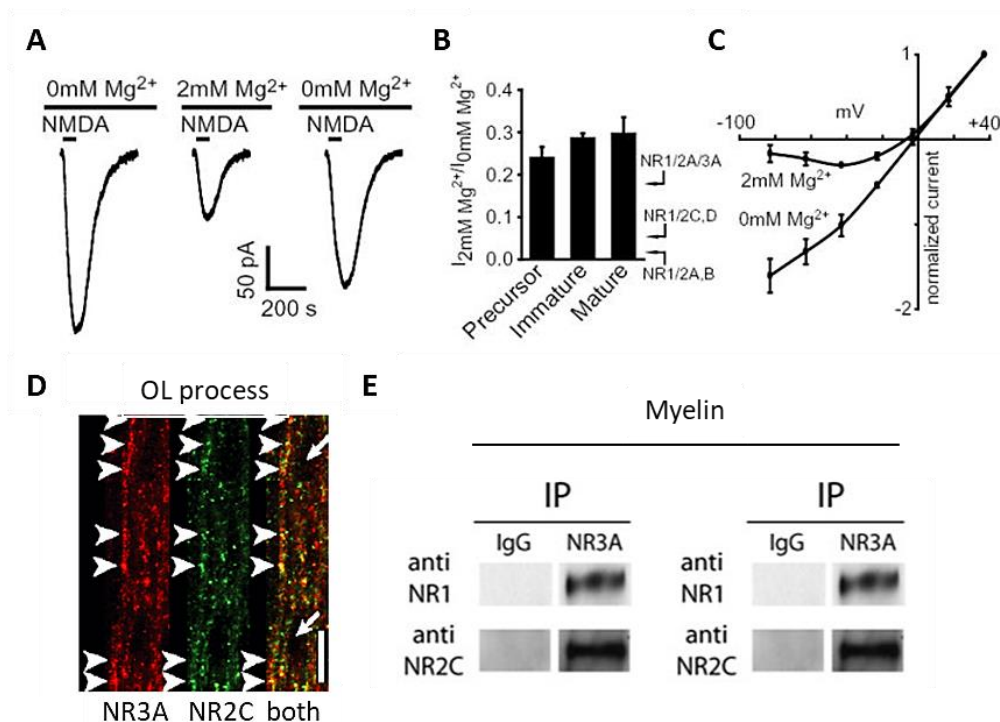 A
0mM Mg2+ 2mM Mg2+ 0mM Mg2+
NMDA NMDA NMDA
50 pA
200 s
B
I2mM Mg2+/I0mM Mg2+
0.4
0.3
0.2
0.1
0.0
NR1/2A/3A
NR1/2C,D
NR1/2A,B
Precursor
Immature
Mature
C
1
mV
-100
+40
2mM Mg2+
0mM Mg2+
-2
normalized current
D
OL process
NR3A NR2C both
E
Myelin
IP IP
IgG NR3A IgG NR3A
anti NR1 anti NR1
anti NR2C anti NR2C